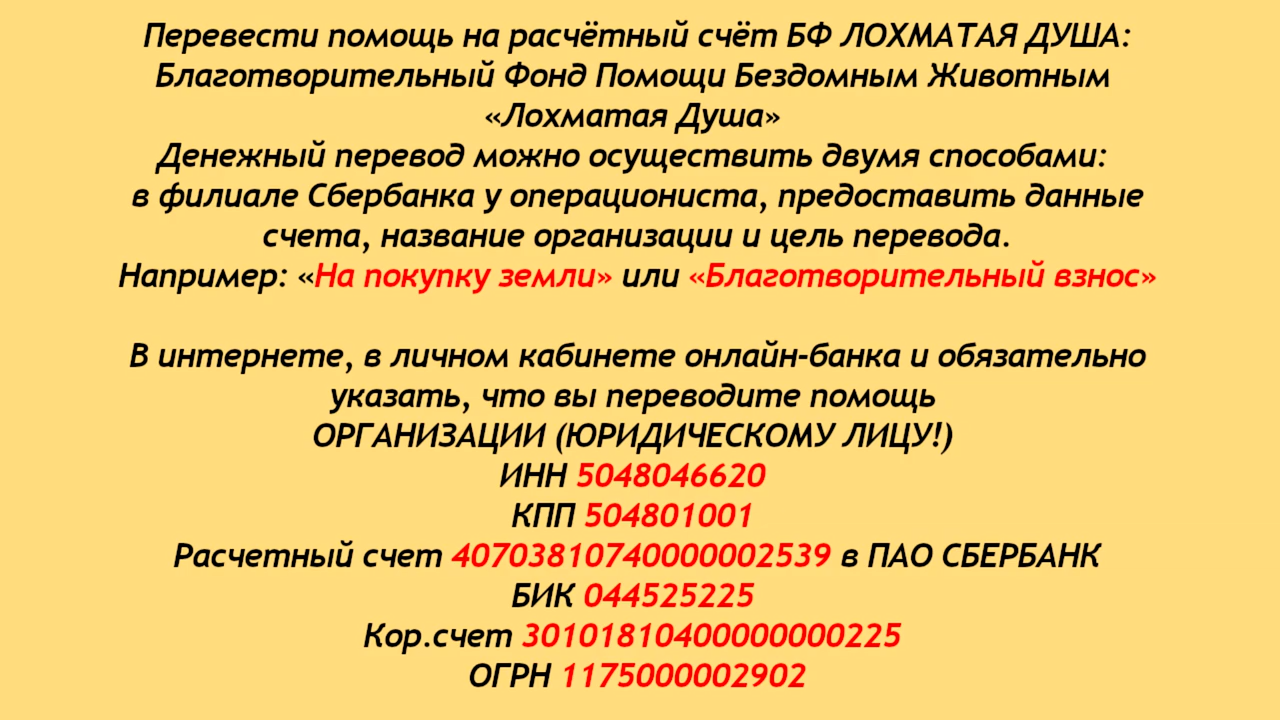 Перевести помощь на расчётный счёт БФ ЛОХМАТАЯ ДУША:
Благотворительный Фонд Помощи Бездомным Животным
«Лохматая Душа»
Денежный перевод можно осуществить двумя способами:
в филиале Сбербанка у операциониста, предоставить данные
счета, название организации и цель перевода.
Например: «На покупку земли» или «Благотворительный взнос»
В интернете, в личном кабинете онлайн-банка и обязательно
указать, что вы переводите помощь
ОРГАНИЗАЦИИ (ЮРИДИЧЕСКОМУ ЛИЦУ!)
ИНН 5048046620
КПП 504801001
Расчетный счет 40703810740000002539 в ПАО СБЕРБАНК
БИК 044525225
Кор.счет 30101810400000000225
ОГРН 1175000002902